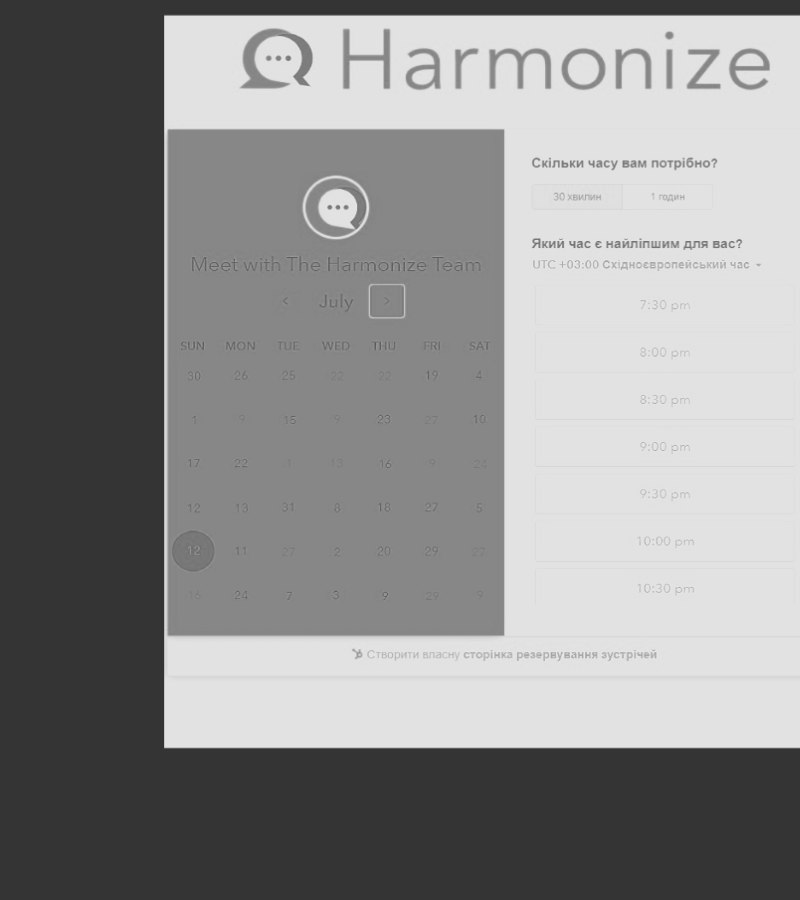 Harmonize
Meet with The Harmonize Team
July
SUN MON TUE WED THU FRI SAT
30 26 25 22 22 19 4
1 9 15 9 23 27 10
17 22 1 13 16 9 24
12 13 31 8 18 27 5
12 11 27 2 20 29 27
16 24 7 3 9 29 9
Скільки часу вам потрібно?
30 хвилин 1 годин
Який час є найліпшим для вас?
UTC +03:00 Східноєвропейський час
7:30 pm
8:00 pm
8:30 pm
9:00 pm
9:30 pm
10:00 pm
10:30 pm
Створити власну сторінка резервування зустрічей